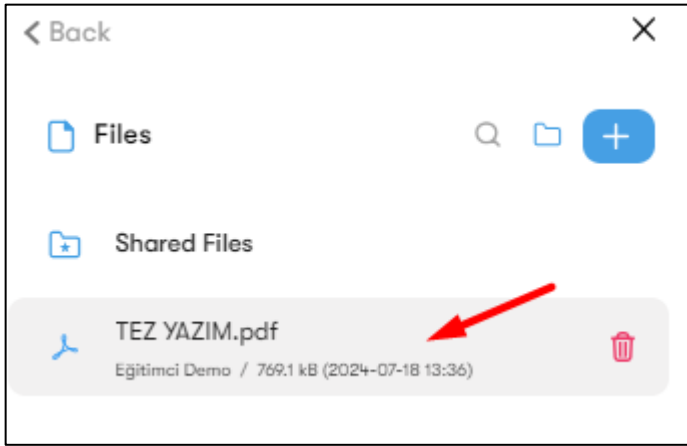 Back
Files
Shared Files
TEZ YAZIM.pdf
Eğitimci Demo / 769.1 kB (2024-07-18 13:36)